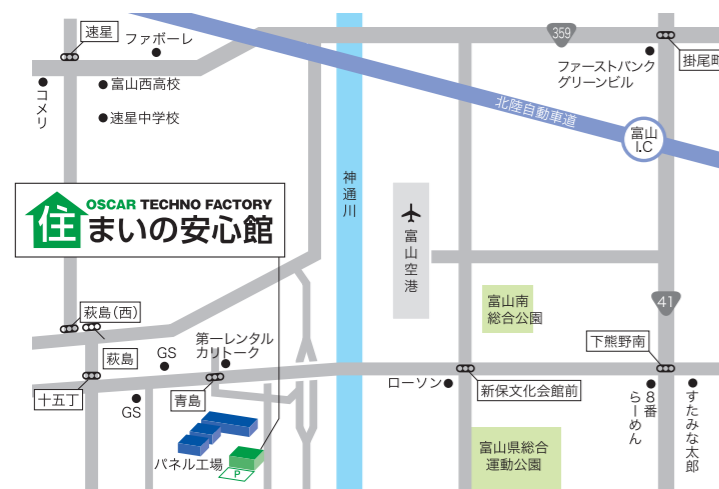 速星
ファボーレ
359
掛尾町
ファーストバンク
グリーンビル
コメリ
富山西高校
速星中学校
北陸自動車道
富山
I.C
神通川
OSCAR TECHNO FACTORY
住まいの安心館
富山空港
富山南
総合公園
41
萩島(西)
萩島
GS
第一レンタル
カリトーク
下熊野南
十五丁
GS
青島
ローソン
新保文化会館前
8番
らーめん
すたみな太郎
パネル工場
P
富山県総合
運動公園